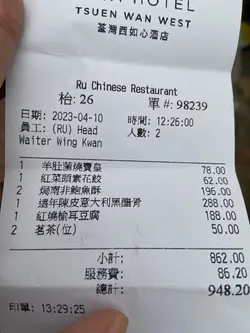 HOTEL
TSUEN WAN WEST
荃灣西如心酒店
Ru Chinese Restaurant
枱: 26 單 #: 98239
日期: 2023-04-10 時間: 12:26:00
員工: (RU) Head 人數: 2
Waiter Wing Kwan
1 羊肚菌燒賣皇 78.00
1 紅菜頭素花餃 62.00
2 焗南非鮑魚酥 196.00
1 遠年陳皮意大利黑醋骨 288.00
1 紅燒榆耳豆腐 188.00
2 茗茶(位) 50.00
小計: 862.00
服務費: 86.20
總計: 948.20
印單: 13:29:25